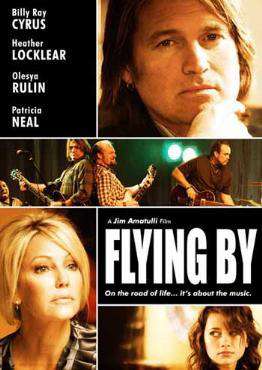 Billy Ray
CYRUS
Heather
LOCKLEAR
Olesya
RULIN
Patricia
NEAL
A Jim Amatulli Film
FLYING BY
On the road of life... it's about the music.